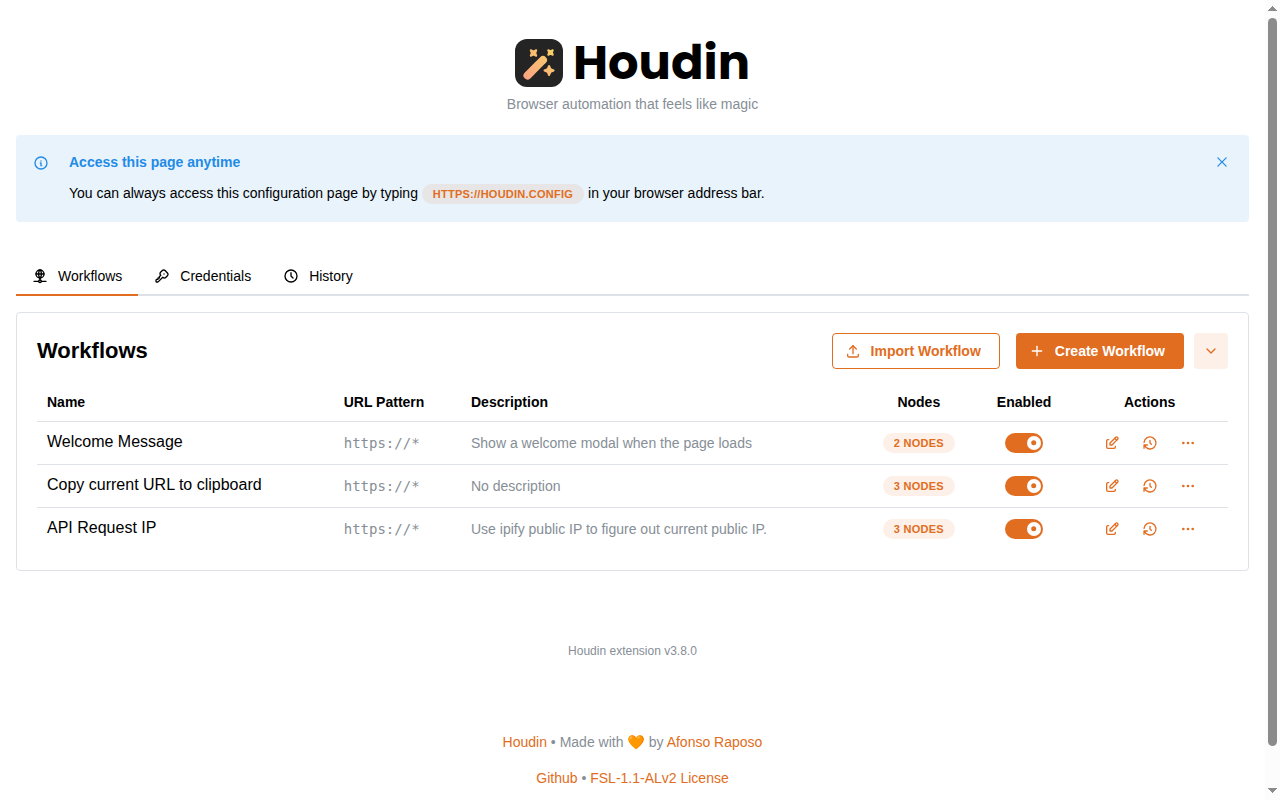 Houdin
Browser automation that feels like magic
Access this page anytime
You can always access this configuration page by typing HTTPS://HOUDIN.CONFIG in your browser address bar.
Workflows Credentials History
Workflows Import Workflow Create Workflow
Name URL Pattern Description Nodes Enabled Actions
Welcome Message https://* Show a welcome modal when the page loads 2 NODES
Copy current URL to clipboard https://* No description 3 NODES
API Request IP https://* Use ipify public IP to figure out current public IP. 3 NODES
Houdin extension v3.8.0
Houdin • Made with 🧡 by Afonso Raposo
Github • FSL-1.1-ALv2 License